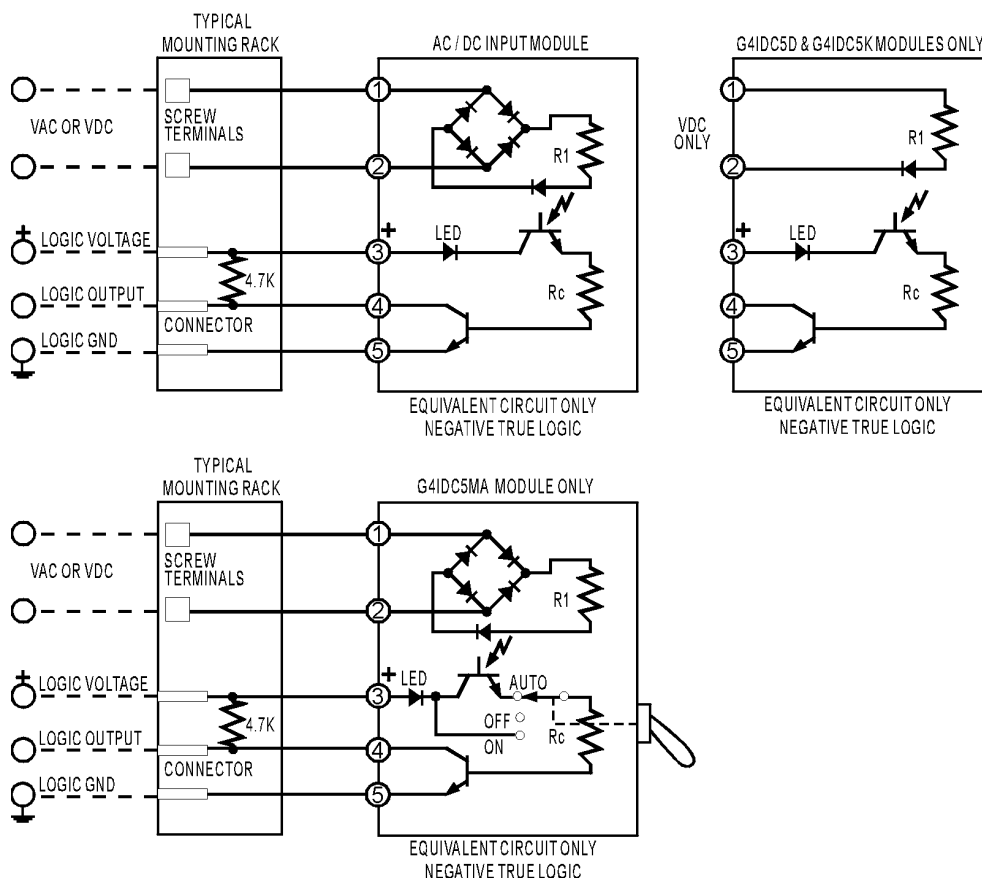 TYPICAL
MOUNTING RACK
AC / DC INPUT MODULE
G4IDC5D & G4IDC5K MODULES ONLY
VAC OR VDC
SCREW
TERMINALS
1
2
R1
+
LOGIC VOLTAGE
3
+
LED
4.7K
LOGIC OUTPUT
4
Rc
CONNECTOR
LOGIC GND
5
EQUIVALENT CIRCUIT ONLY
NEGATIVE TRUE LOGIC
1
VDC
ONLY
2
R1
+
3
LED
Rc
4
5
EQUIVALENT CIRCUIT ONLY
NEGATIVE TRUE LOGIC
TYPICAL
MOUNTING RACK
G4IDC5MA MODULE ONLY
VAC OR VDC
SCREW
TERMINALS
1
2
R1
+
LOGIC VOLTAGE
3
+
LED
AUTO
OFF
ON
4.7K
Rc
LOGIC OUTPUT
4
CONNECTOR
LOGIC GND
5
EQUIVALENT CIRCUIT ONLY
NEGATIVE TRUE LOGIC